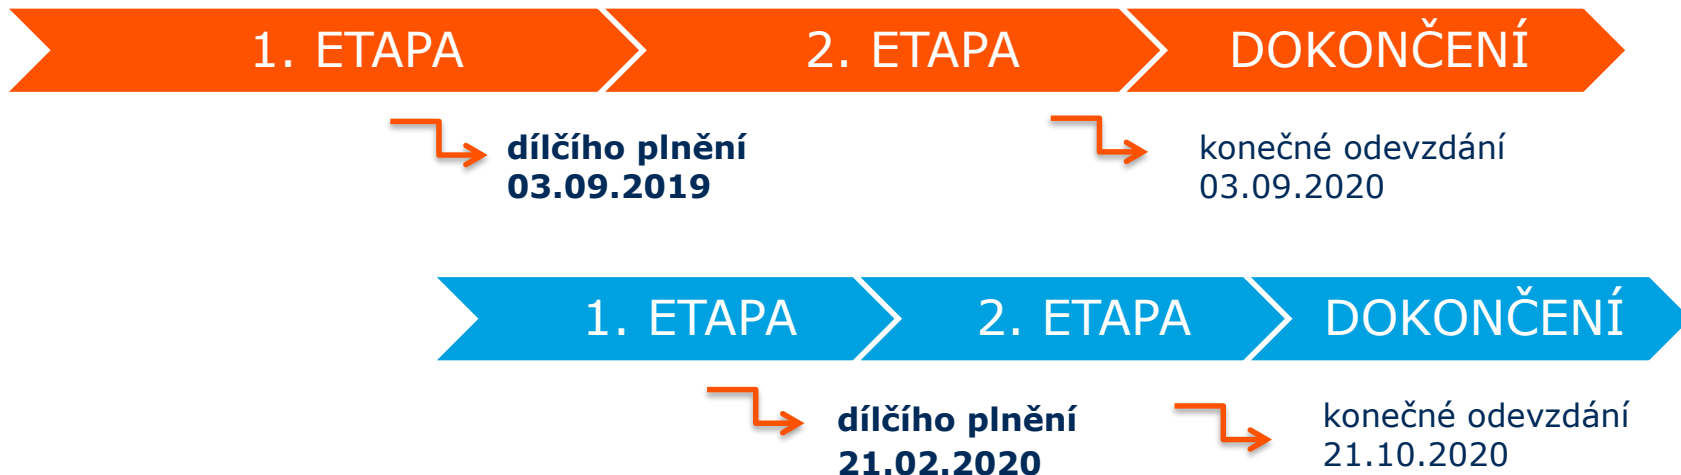 1. ETAPA
2. ETAPA
DOKONČENÍ
dílčího plnění
03.09.2019
konečné odevzdání
03.09.2020
1. ETAPA
2. ETAPA
DOKONČENÍ
dílčího plnění
21.02.2020
konečné odevzdání
21.10.2020